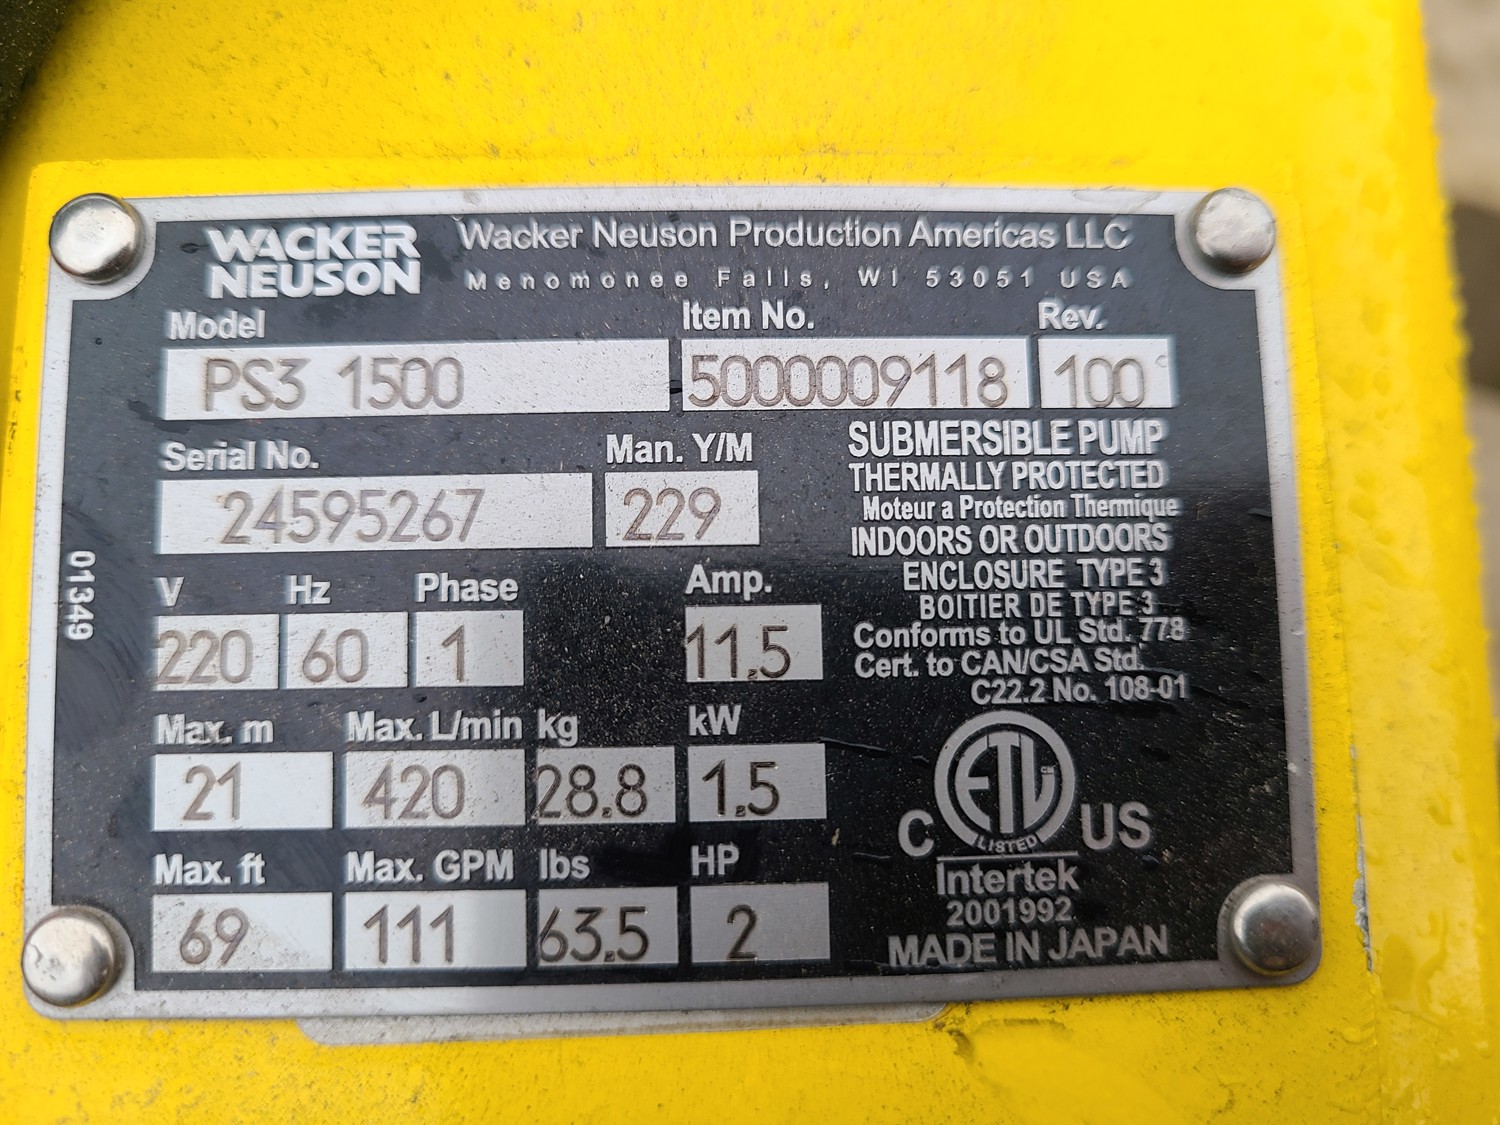 WACKER NEUSON
Wacker Neuson Production Americas LLC
Menomonee Falls, WI 53051 USA
Model
PS3 1500
Item No.
5000009118
Rev.
100
Serial No.
24595267
Man. Y/M
229
SUBMERSIBLE PUMP
THERMALLY PROTECTED
Moteur a Protection Thermique
INDOORS OR OUTDOORS
ENCLOSURE TYPE 3
BOITIER DE TYPE 3
Conforms to UL Std. 778
Cert. to CAN/CSA Std.
C22.2 No. 108-01
V
220
Hz
60
Phase
1
Amp.
11.5
Max. m
21
Max. L/min
420
kg
28.8
kW
1.5
Max. ft
69
Max. GPM
111
lbs
63.5
HP
2
C ETL US
LISTED
Intertek
2001992
MADE IN JAPAN
01349